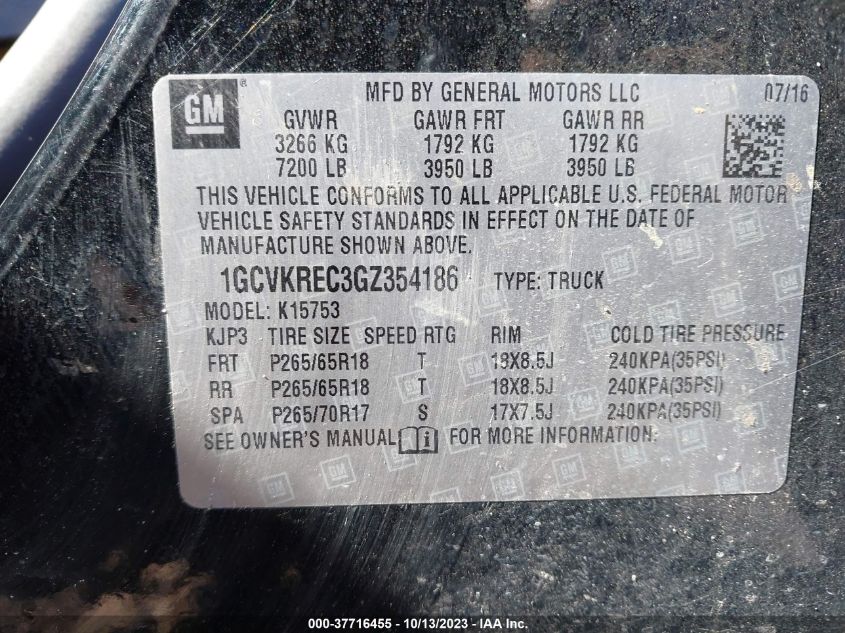 GM ® MFD BY GENERAL MOTORS LLC 07/16
GVWR GAWR FRT GAWR RR
3266 KG 1792 KG 1792 KG
7200 LB 3950 LB 3950 LB
THIS VEHICLE CONFORMS TO ALL APPLICABLE U.S. FEDERAL MOTOR
VEHICLE SAFETY STANDARDS IN EFFECT ON THE DATE OF
MANUFACTURE SHOWN ABOVE.
1GCVKREC3GZ354186 TYPE: TRUCK
MODEL: K15753
KJP3 TIRE SIZE SPEED RTG RIM COLD TIRE PRESSURE
FRT P265/65R18 T 18X8.5J 240KPA(35PSI)
RR P265/65R18 T 18X8.5J 240KPA(35PSI)
SPA P265/70R17 S 17X7.5J 240KPA(35PSI)
SEE OWNER'S MANUAL FOR MORE INFORMATION.
000-37716455 - 10/13/2023 - IAA Inc.